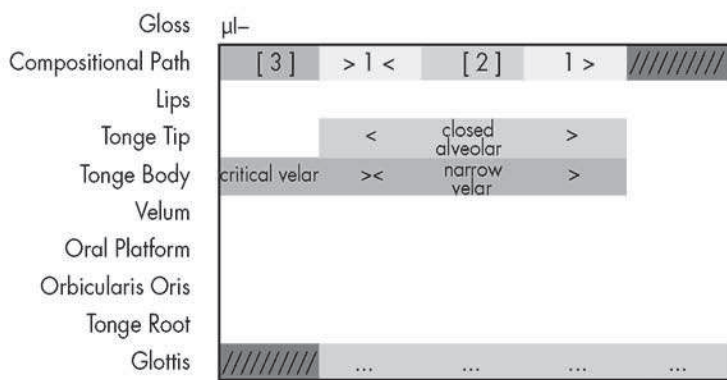 Gloss µl–
Compositional Path [ 3 ] > 1 < [ 2 ] 1 > //////////
Lips
Tonge Tip < closed alveolar >
Tonge Body critical velar >< narrow velar >
Velum
Oral Platform
Orbicularis Oris
Tonge Root
Glottis ////////// ... ... ... ...